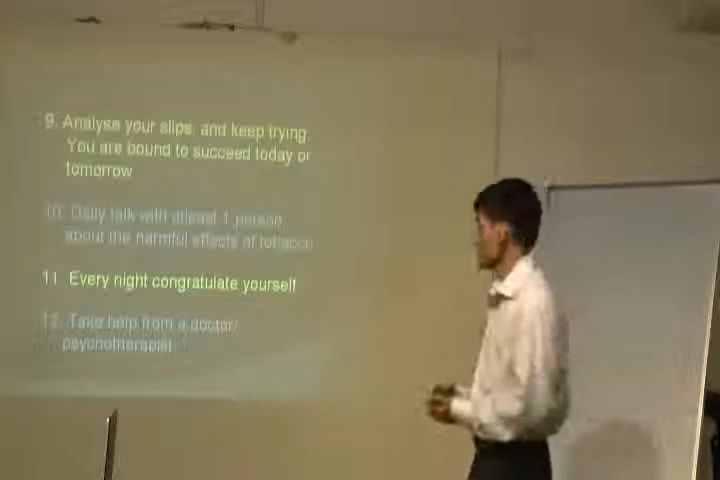 9. Analyse your slips, and keep trying.
You are bound to succeed today or
tomorrow
10. Daily talk with atleast 1 person
about the harmful effects of tobacco
11. Every night congratulate yourself
12. Take help from a doctor/
psychotherapist